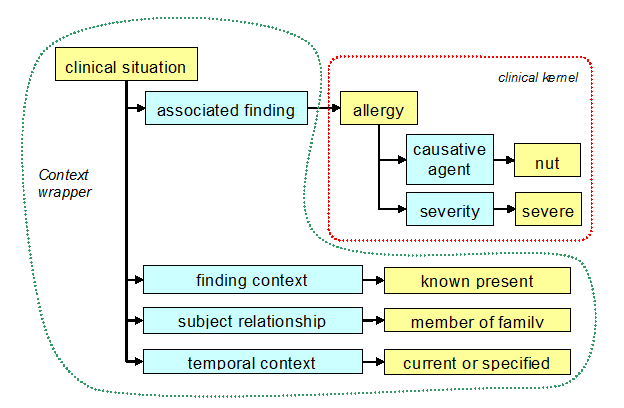 clinical situation
clinical kernel
associated finding
allergy
causative
agent
nut
Context
wrapper
severity
severe
finding context
known present
subject relationship
member of family
temporal context
current or specified